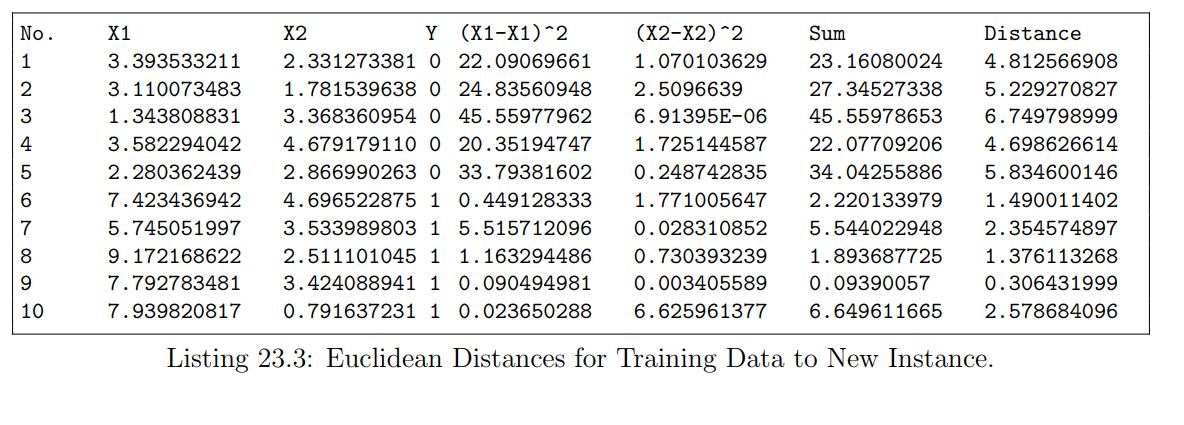 No. X1 X2 Y (X1-X1)^2 (X2-X2)^2 Sum Distance
1 3.393533211 2.331273381 0 22.09069661 1.070103629 23.16080024 4.812566908
2 3.110073483 1.781539638 0 24.83560948 2.5096639 27.34527338 5.229270827
3 1.343808831 3.368360954 0 45.55977962 6.91395E-06 45.55978653 6.749798999
4 3.582294042 4.679179110 0 20.35194747 1.725144587 22.07709206 4.698626614
5 2.280362439 2.866990263 0 33.79381602 0.248742835 34.04255886 5.834600146
6 7.423436942 4.696522875 1 0.449128333 1.771005647 2.220133979 1.490011402
7 5.745051997 3.533989803 1 5.515712096 0.028310852 5.544022948 2.354574897
8 9.172168622 2.511101045 1 1.163294486 0.730393239 1.893687725 1.376113268
9 7.792783481 3.424088941 1 0.090494981 0.003405589 0.09390057 0.306431999
10 7.939820817 0.791637231 1 0.023650288 6.625961377 6.649611665 2.578684096
Listing 23.3: Euclidean Distances for Training Data to New Instance.